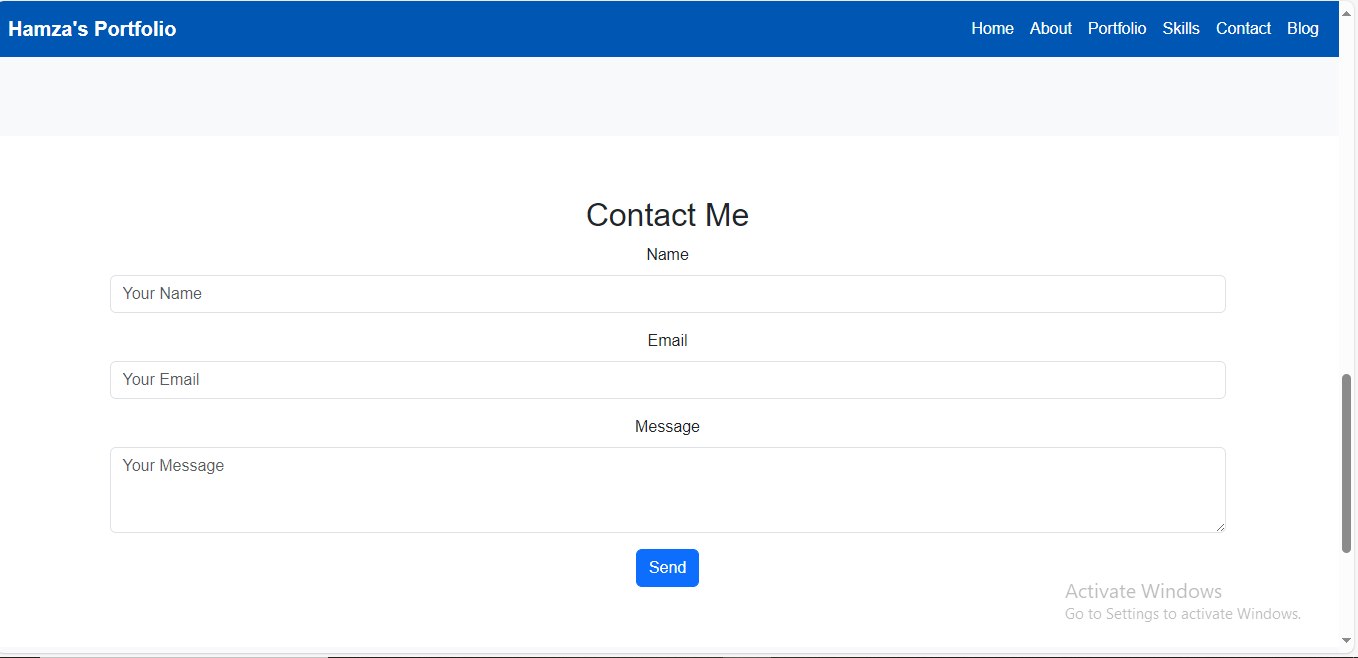 Hamza's Portfolio Home About Portfolio Skills Contact Blog
Contact Me
Name
Your Name
Email
Your Email
Message
Your Message
Send
Activate Windows
Go to Settings to activate Windows.